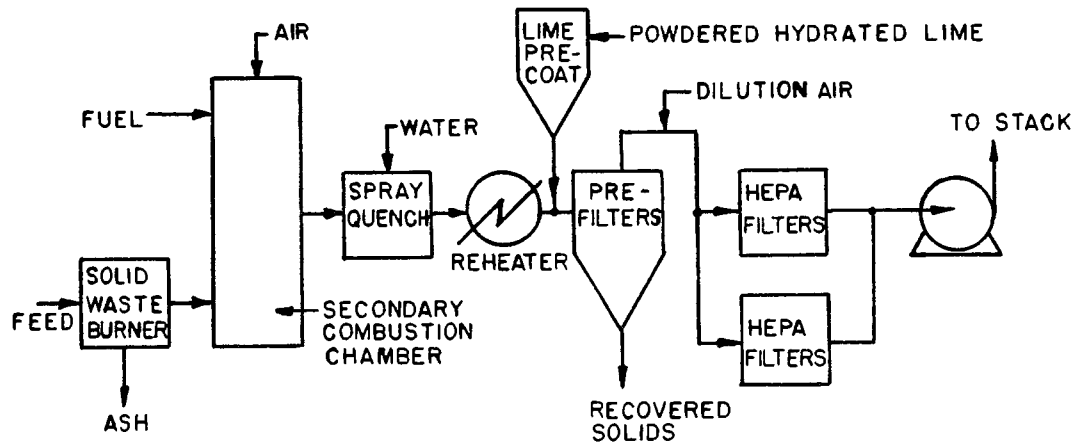 AIR
FUEL
FEED
SOLID
WASTE
BURNER
ASH
SECONDARY
COMBUSTION
CHAMBER
WATER
SPRAY
QUENCH
REHEATER
LIME
PRE-
COAT
POWDERED HYDRATED LIME
PRE-
FILTERS
RECOVERED
SOLIDS
DILUTION AIR
HEPA
FILTERS
HEPA
FILTERS
TO STACK